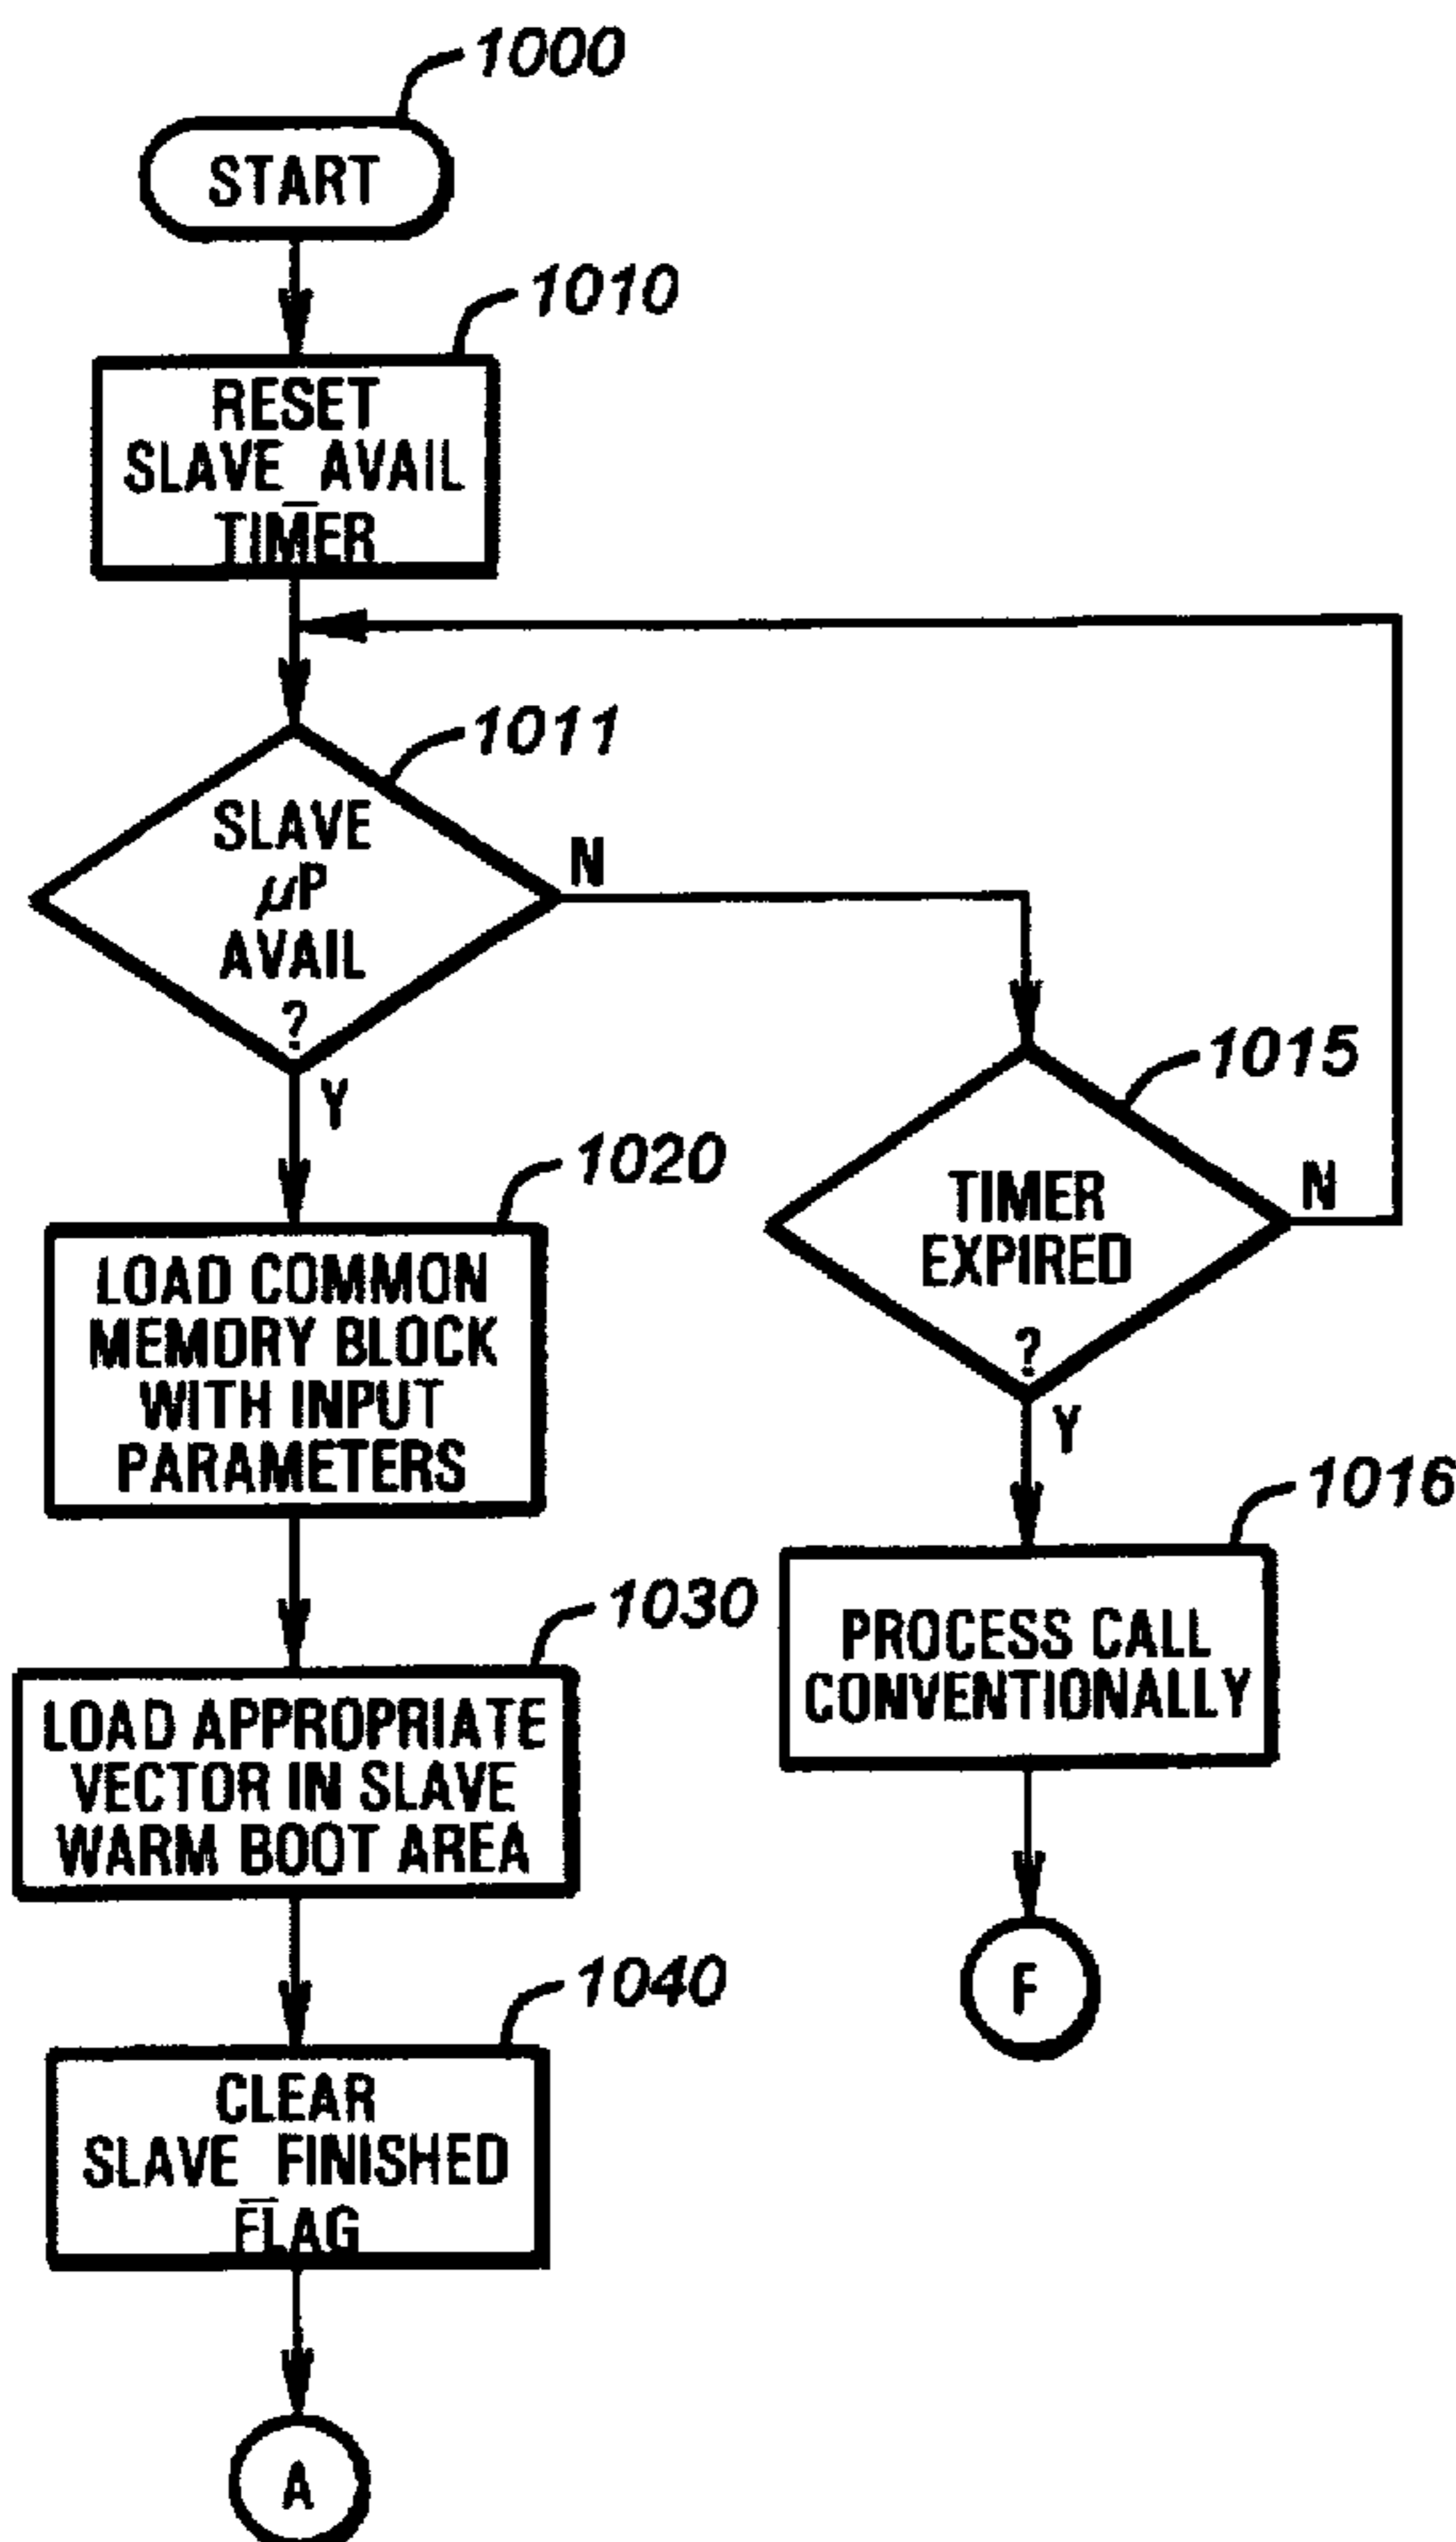 1000
START
1010
RESET
SLAVE_AVAIL
TIMER
1011
SLAVE
µP
AVAIL
?
N
Y
1015
TIMER
EXPIRED
?
N
Y
1020
LOAD COMMON
MEMORY BLOCK
WITH INPUT
PARAMETERS
1016
PROCESS CALL
CONVENTIONALLY
1030
LOAD APPROPRIATE
VECTOR IN SLAVE
WARM BOOT AREA
F
1040
CLEAR
SLAVE_FINISHED
FLAG
A